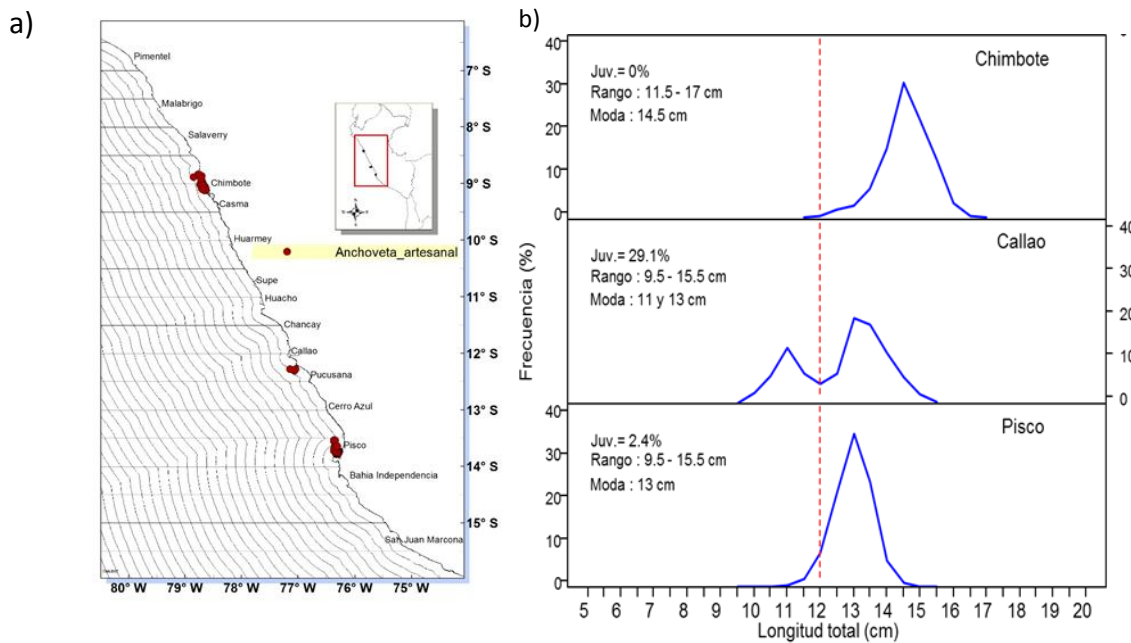 a)
Pimentel
7° S
Malabrigo
8° S
Salaverry
Chimbote
9° S
Casma
Huarmey
10° S
Anchoveta_artesanal
Supe
11° S
Huacho
Chancay
12° S
Callao
Pucusana
13° S
Cerro Azul
Pisco
14° S
Bahia Independencia
15° S
San Juan Marcona
80° W 79° W 78° W 77° W 76° W 75° W
b)
Frecuencia (%)
40
30
20
10
0
Chimbote
Juv.= 0%
Rango : 11.5 - 17 cm
Moda : 14.5 cm
40
30
20
10
0
Callao
Juv.= 29.1%
Rango : 9.5 - 15.5 cm
Moda : 11 y 13 cm
40
30
20
10
0
Pisco
Juv.= 2.4%
Rango : 9.5 - 15.5 cm
Moda : 13 cm
5 6 7 8 9 10 11 12 13 14 15 16 17 18 19 20
Longitud total (cm)